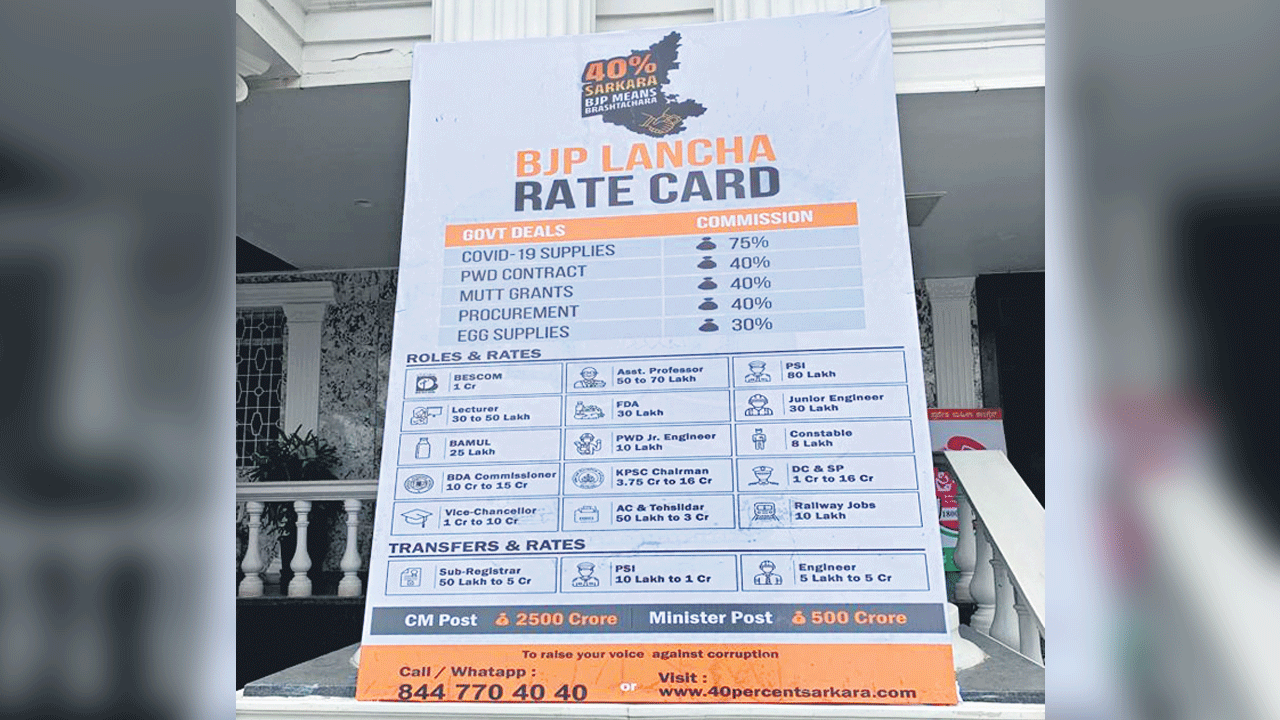 40%
SARKARA
BJP MEANS
BRASHTACHARA
BJP LANCHA
RATE CARD
GOVT DEALS COMMISSION
COVID-19 SUPPLIES 75%
PWD CONTRACT 40%
MUTT GRANTS 40%
PROCUREMENT 40%
EGG SUPPLIES 30%
ROLES & RATES
BESCOM
1 Cr
Asst. Professor
50 to 70 Lakh
PSI
80 Lakh
Lecturer
30 to 50 Lakh
FDA
30 Lakh
Junior Engineer
30 Lakh
BAMUL
25 Lakh
PWD Jr. Engineer
10 Lakh
Constable
8 Lakh
BDA Commissioner
10 Cr to 15 Cr
KPSC Chairman
3.75 Cr to 16 Cr
DC & SP
1 Cr to 16 Cr
Vice-Chancellor
1 Cr to 10 Cr
AC & Tehsildar
50 Lakh to 3 Cr
Railway Jobs
10 Lakh
TRANSFERS & RATES
Sub-Registrar
50 Lakh to 5 Cr
PSI
10 Lakh to 1 Cr
Engineer
5 Lakh to 5 Cr
CM Post 2500 Crore Minister Post 500 Crore
To raise your voice against corruption
Call / Whatapp :
844 770 40 40
or
Visit :
www.40percentsarkara.com